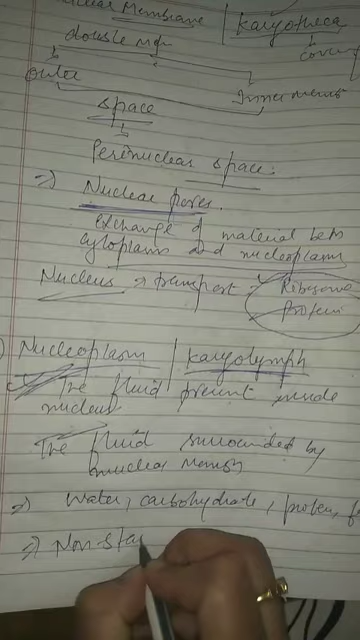 Nuclear Membrane | Karyotheca
double
outer Inner
space
Perinuclear space.
=) Nuclear pores.
exchange of material betn
cytoplasm and nucleoplasm
Nucleus → transport → Ribosome
Protein
Nucleoplasm | karyolymph
The fluid present inside
nucleus
The fluid surrounded by
nuclear
=) Water, carbohydrate, protein,
=) Non-sta